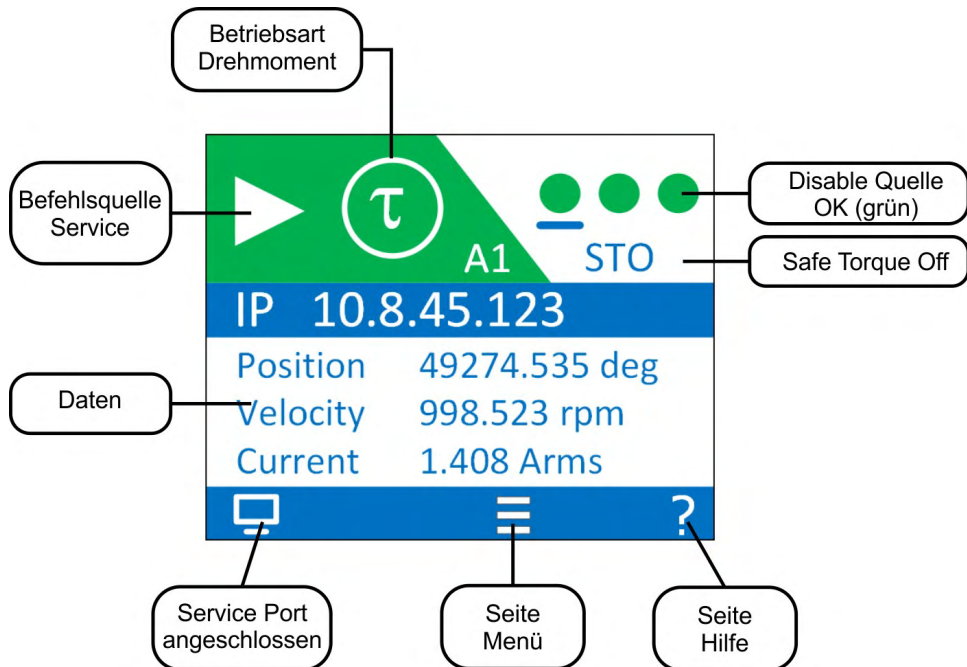 Betriebsart
Drehmoment
Befehlsquelle
Service
τ
A1
STO
Disable Quelle
OK (grün)
Safe Torque Off
IP 10.8.45.123
Daten
Position 49274.535 deg
Velocity 998.523 rpm
Current 1.408 Arms
?
Service Port
angeschlossen
Seite
Menü
Seite
Hilfe